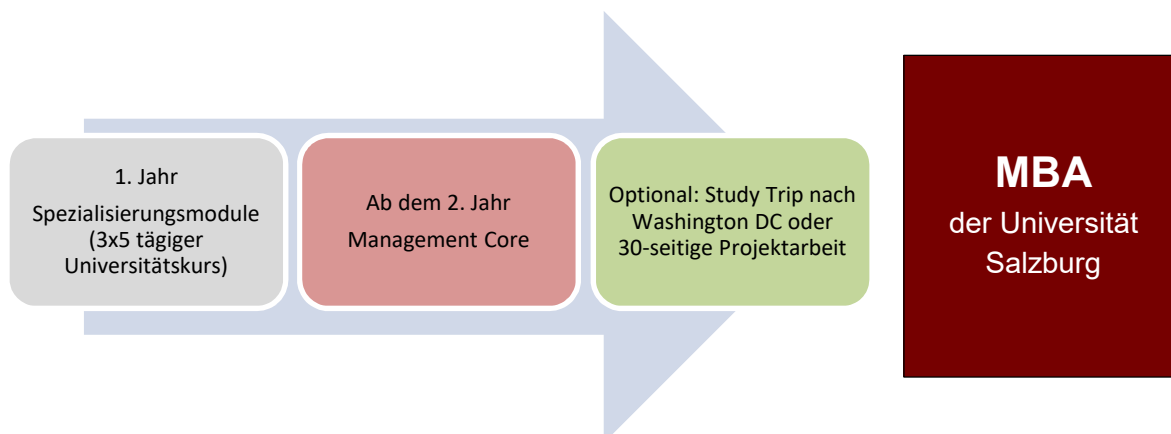 1. Jahr
Spezialisierungsmodule
(3x5 tägiger
Universitätskurs)
Ab dem 2. Jahr
Management Core
Optional: Study Trip nach
Washington DC oder
30-seitige Projektarbeit
MBA
der Universität
Salzburg